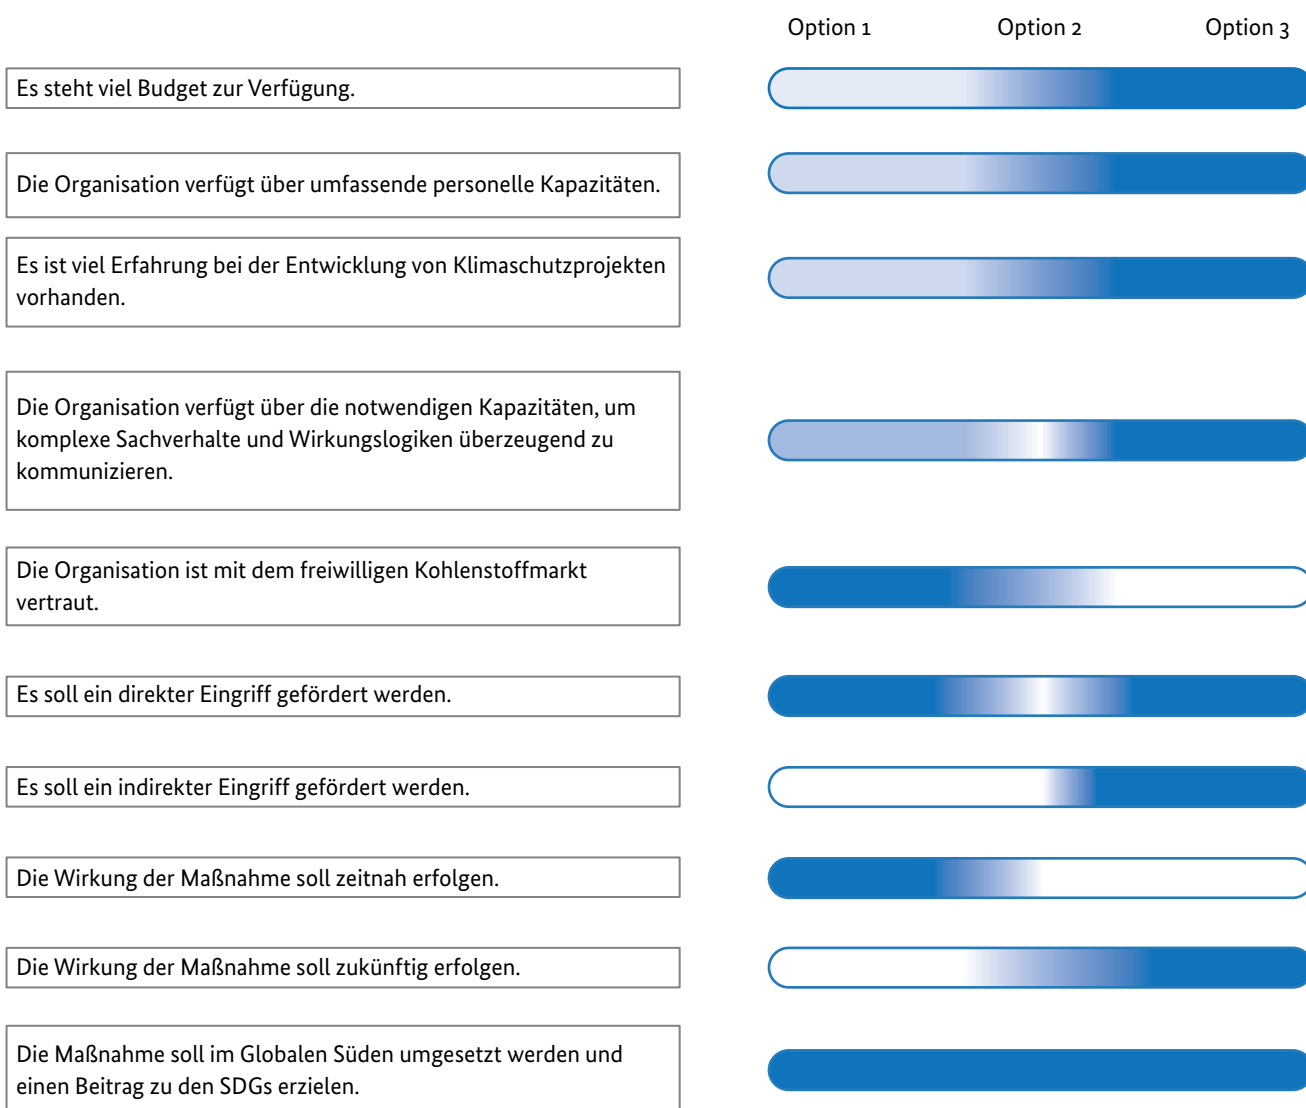 Option 1 Option 2 Option 3
Es steht viel Budget zur Verfügung.
Die Organisation verfügt über umfassende personelle Kapazitäten.
Es ist viel Erfahrung bei der Entwicklung von Klimaschutzprojekten
vorhanden.
Die Organisation verfügt über die notwendigen Kapazitäten, um
komplexe Sachverhalte und Wirkungslogiken überzeugend zu
kommunizieren.
Die Organisation ist mit dem freiwilligen Kohlenstoffmarkt
vertraut.
Es soll ein direkter Eingriff gefördert werden.
Es soll ein indirekter Eingriff gefördert werden.
Die Wirkung der Maßnahme soll zeitnah erfolgen.
Die Wirkung der Maßnahme soll zukünftig erfolgen.
Die Maßnahme soll im Globalen Süden umgesetzt werden und
einen Beitrag zu den SDGs erzielen.